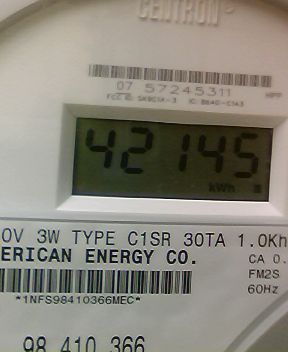 CENTRON®
07 57245311
42145
kWh
0V 3W TYPE C1SR 30TA 1.0Kh
ERICAN ENERGY CO.
CA 0.
FM2S
*1NFS98410366MEC*
60Hz
98 410 366